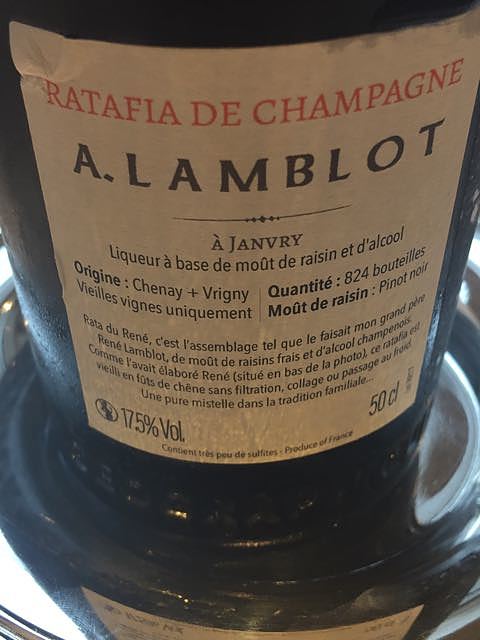 RATAFIA DE CHAMPAGNE
A. LAMBLOT
À JANVRY
Liqueur à base de moût de raisin et d'alcool
Origine : Chenay + Vrigny
Vieilles vignes uniquement
Quantité : 824 bouteilles
Moût de raisin : Pinot noir
Rata du René, c'est l'assemblage tel que le faisait mon grand père
René Lamblot, de moût de raisins frais et d'alcool champenois.
Comme l'avait élaboré René (situé en bas de la photo), ce ratafia est
vieilli en fûts de chêne sans filtration, collage ou passage au froid.
Une pure mistelle dans la tradition familiale...
17.5% Vol.
50 cl
Contient très peu de sulfites - Produce of France